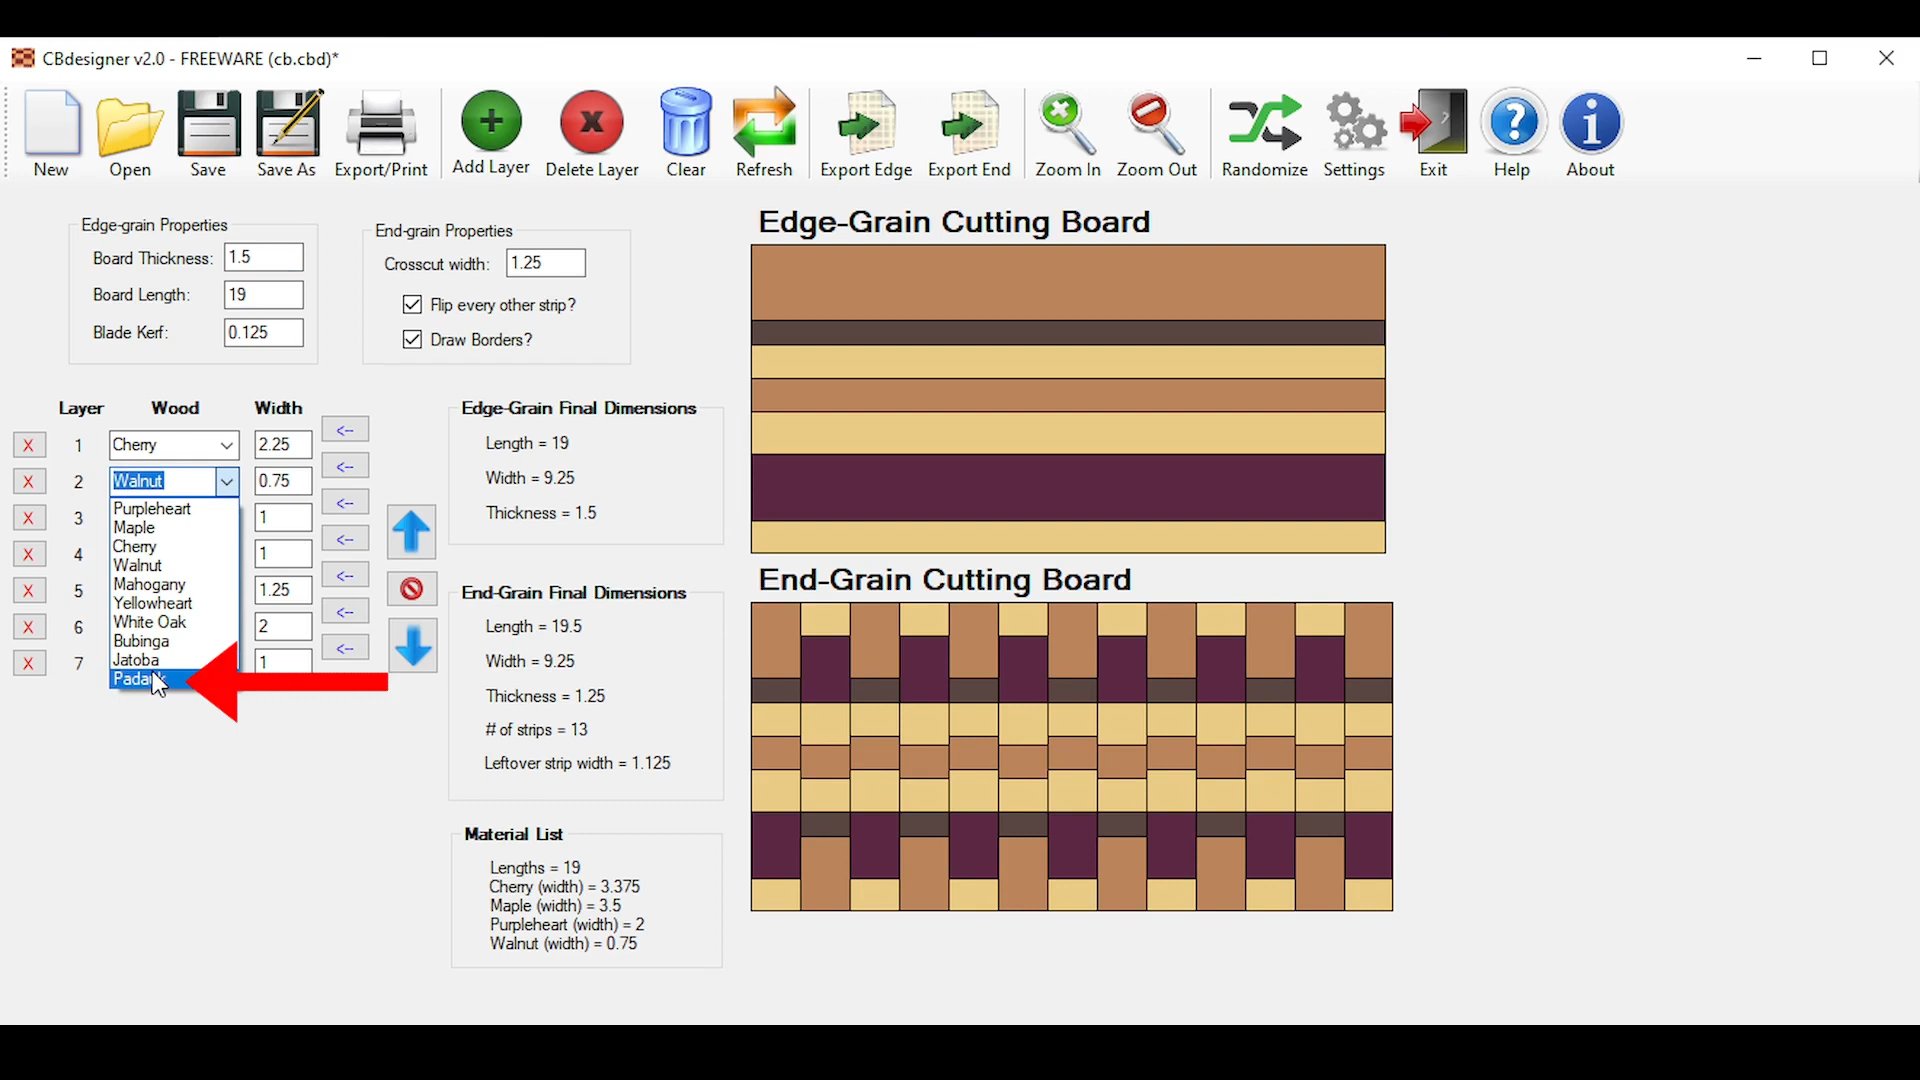 CBdesigner v2.0 - FREEWARE (cb.cbd)*
New Open Save Save As Export/Print Add Layer Delete Layer Clear Refresh Export Edge Export End Zoom In Zoom Out Randomize Settings Exit Help About
Edge-grain Properties
Board Thickness: 1.5
Board Length: 19
Blade Kerf: 0.125
End-grain Properties
Crosscut width: 1.25
Flip every other strip?
Draw Borders?
Layer Wood Width
X 1 Cherry 2.25 <--
X 2 Walnut 0.75 <--
X 3 1 <--
X 4 1 <--
X 5 1.25 <--
X 6 2 <--
X 7 1 <--
Purpleheart
Maple
Cherry
Walnut
Mahogany
Yellowheart
White Oak
Bubinga
Jatoba
Padauk
Edge-Grain Final Dimensions
Length = 19
Width = 9.25
Thickness = 1.5
End-Grain Final Dimensions
Length = 19.5
Width = 9.25
Thickness = 1.25
# of strips = 13
Leftover strip width = 1.125
Material List
Lengths = 19
Cherry (width) = 3.375
Maple (width) = 3.5
Purpleheart (width) = 2
Walnut (width) = 0.75
Edge-Grain Cutting Board
End-Grain Cutting Board